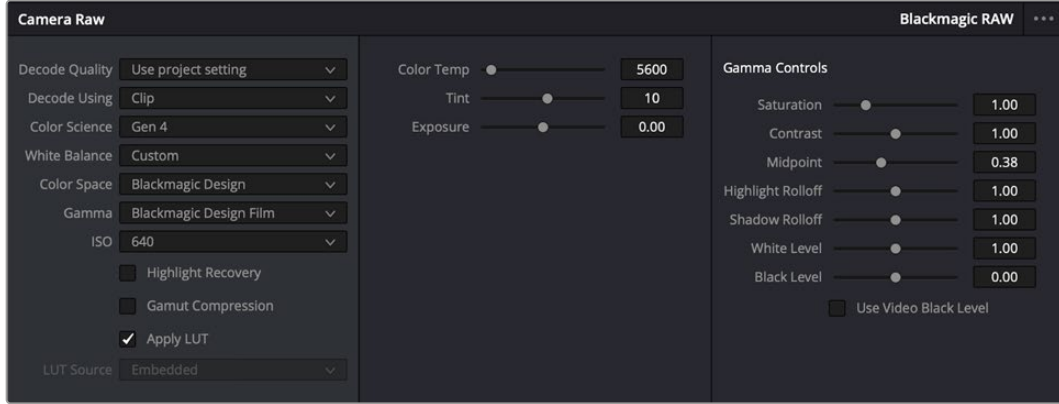 Camera Raw
Blackmagic RAW
Decode Quality Use project setting
Decode Using Clip
Color Science Gen 4
White Balance Custom
Color Space Blackmagic Design
Gamma Blackmagic Design Film
ISO 640
Highlight Recovery
Gamut Compression
Apply LUT
LUT Source Embedded
Color Temp 5600
Tint 10
Exposure 0.00
Gamma Controls
Saturation 1.00
Contrast 1.00
Midpoint 0.38
Highlight Rolloff 1.00
Shadow Rolloff 1.00
White Level 1.00
Black Level 0.00
Use Video Black Level